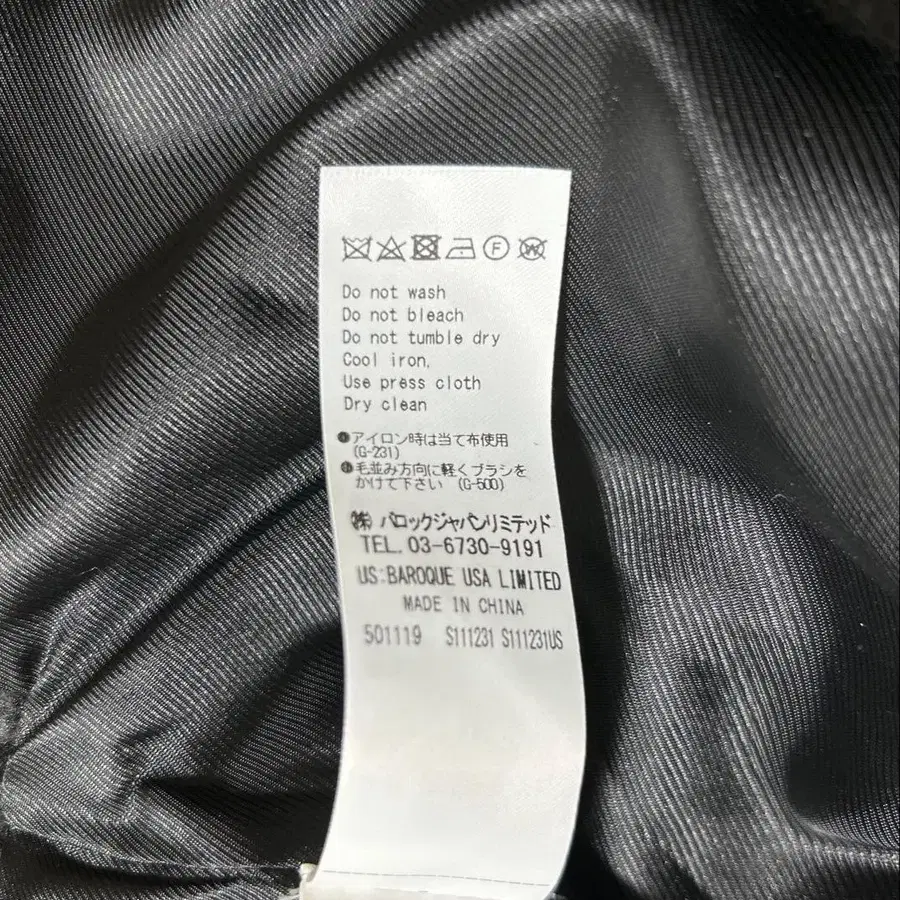 F W
Do not wash
Do not bleach
Do not tumble dry
Cool iron,
Use press cloth
Dry clean
●アイロン時は当て布使用
(G-231)
●毛並み方向に軽くブラシを
かけて下さい (G-500)
㈱ バロックジャパンリミテッド
TEL. 03-6730-9191
US:BAROQUE USA LIMITED
MADE IN CHINA
501119 S111231 S111231US